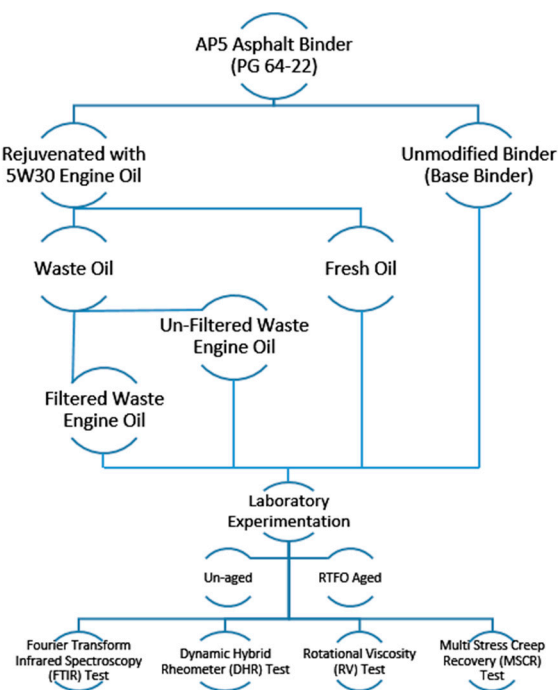 AP5 Asphalt Binder
(PG 64-22)
Rejuvenated with
5W30 Engine Oil
Unmodified Binder
(Base Binder)
Waste Oil
Fresh Oil
Un-Filtered Waste
Engine Oil
Filtered Waste
Engine Oil
Laboratory
Experimentation
Un-aged
RTFO Aged
Fourier Transform
Infrared Spectroscopy
(FTIR) Test
Dynamic Hybrid
Rheometer (DHR) Test
Rotational Viscosity
(RV) Test
Multi Stress Creep
Recovery (MSCR)
Test